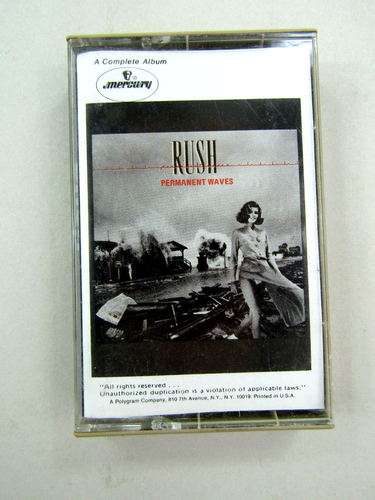 A Complete Album
mercury
RUSH
PERMANENT WAVES
"All rights reserved . . .
Unauthorized duplication is a violation of applicable laws."
A Polygram Company, 810 7th Avenue, N.Y., N.Y. 10019. Printed in U.S.A.